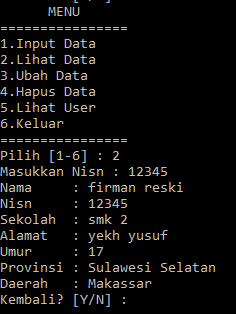 MENU
================
1.Input Data
2.Lihat Data
3.Ubah Data
4.Hapus Data
5.Lihat User
6.Keluar
================
Pilih [1-6] : 2
Masukkan Nisn : 12345
Nama     : firman reski
Nisn     : 12345
Sekolah  : smk 2
Alamat   : yekh yusuf
Umur     : 17
Provinsi : Sulawesi Selatan
Daerah   : Makassar
Kembali? [Y/N] :